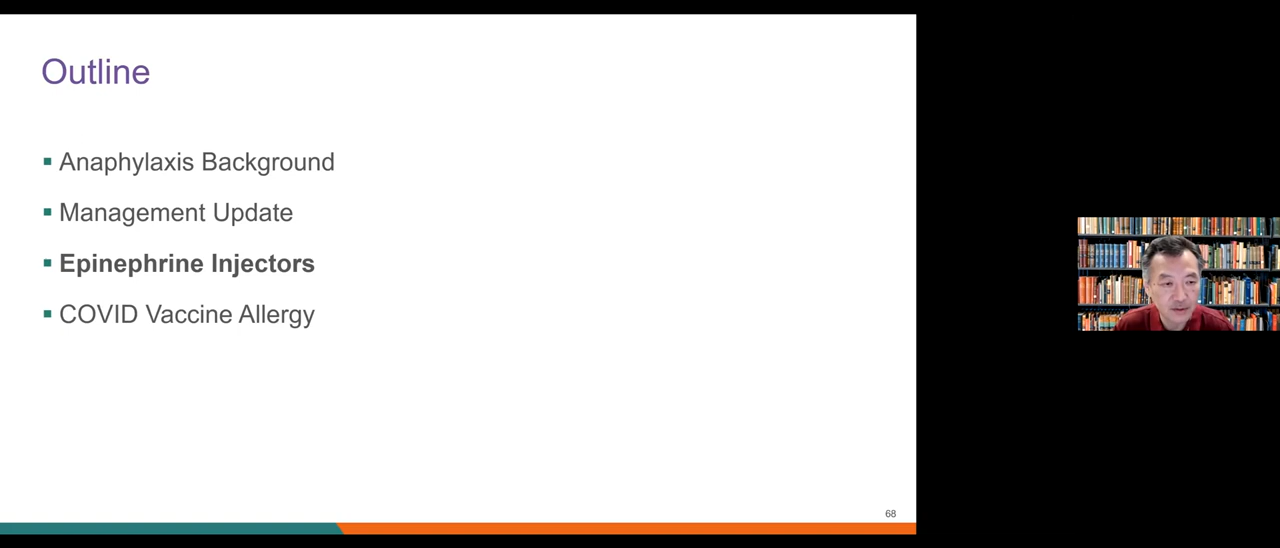 Outline
▪ Anaphylaxis Background
▪ Management Update
▪ Epinephrine Injectors
▪ COVID Vaccine Allergy
68